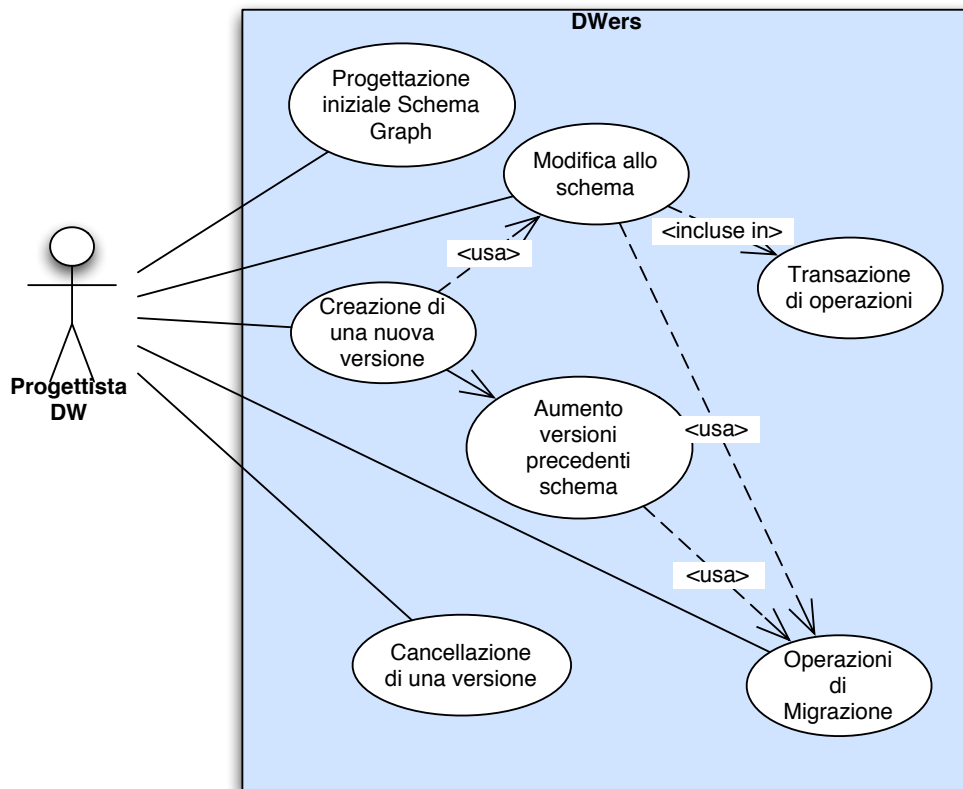 DWers
Progettazione
iniziale Schema
Graph
Modifica allo
schema
<usa>
<incluse in>
Transazione
di operazioni
Creazione di
una nuova
versione
Progettista
DW
Aumento
versioni
precedenti
schema
<usa>
<usa>
Cancellazione
di una versione
Operazioni
di
Migrazione